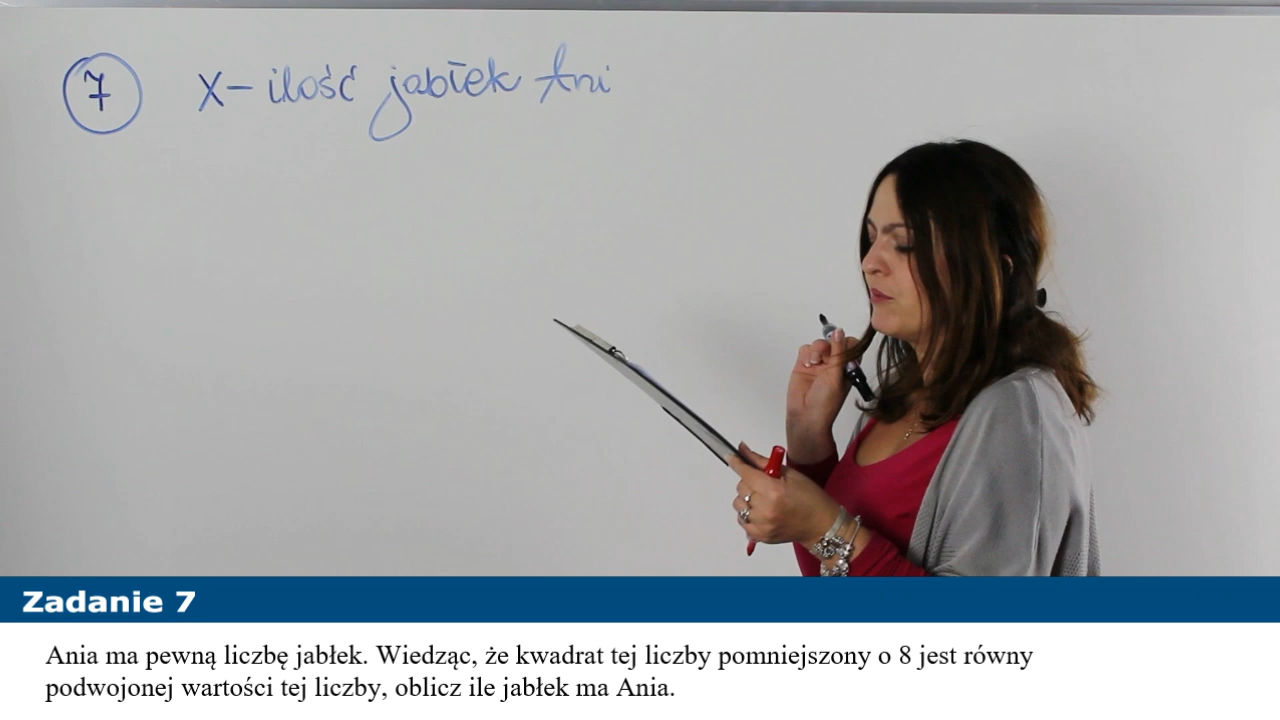 7 x – ilość jabłek Ani
Zadanie 7
Ania ma pewną liczbę jabłek. Wiedząc, że kwadrat tej liczby pomniejszony o 8 jest równy
podwojonej wartości tej liczby, oblicz ile jabłek ma Ania.